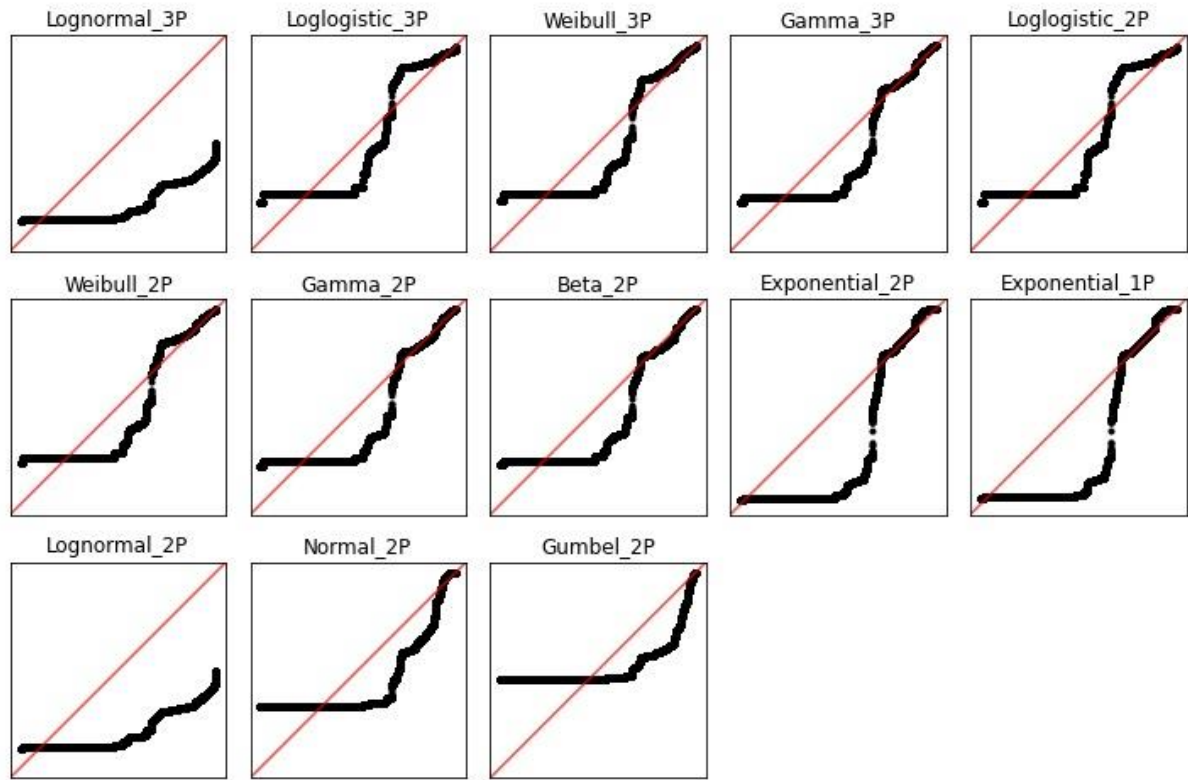 Lognormal_3P
Loglogistic_3P
Weibull_3P
Gamma_3P
Loglogistic_2P
Weibull_2P
Gamma_2P
Beta_2P
Exponential_2P
Exponential_1P
Lognormal_2P
Normal_2P
Gumbel_2P